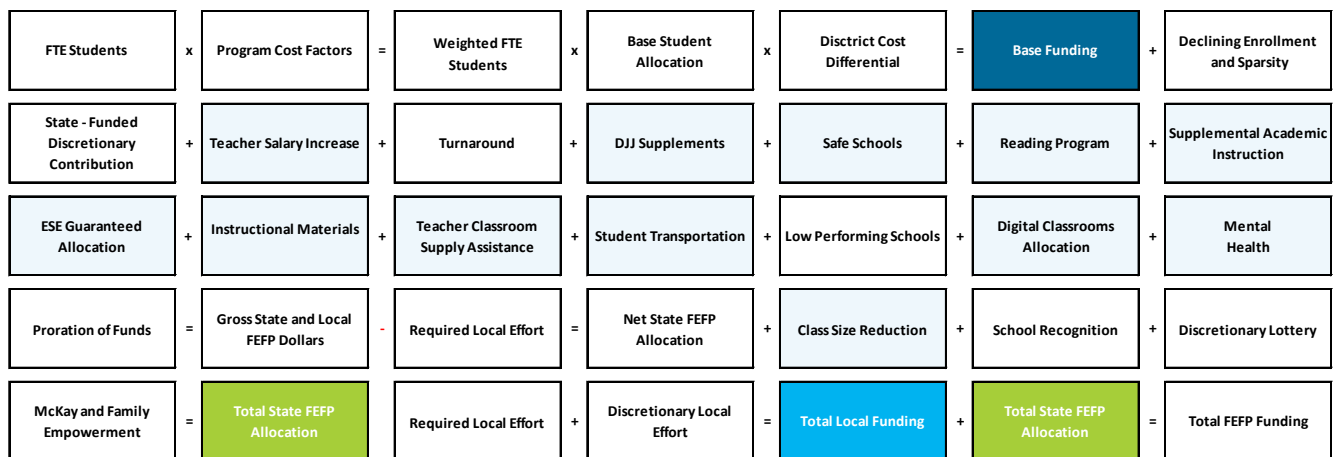 FTE Students x Program Cost Factors = Weighted FTE Students x Base Student Allocation x Disctrict Cost Differential = Base Funding + Declining Enrollment and Sparsity
State - Funded Discretionary Contribution + Teacher Salary Increase + Turnaround + DJJ Supplements + Safe Schools + Reading Program + Supplemental Academic Instruction
ESE Guaranteed Allocation + Instructional Materials + Teacher Classroom Supply Assistance + Student Transportation + Low Performing Schools + Digital Classrooms Allocation + Mental Health
Proration of Funds = Gross State and Local FEFP Dollars - Required Local Effort = Net State FEFP Allocation + Class Size Reduction + School Recognition + Discretionary Lottery
McKay and Family Empowerment = Total State FEFP Allocation Required Local Effort + Discretionary Local Effort = Total Local Funding + Total State FEFP Allocation = Total FEFP Funding